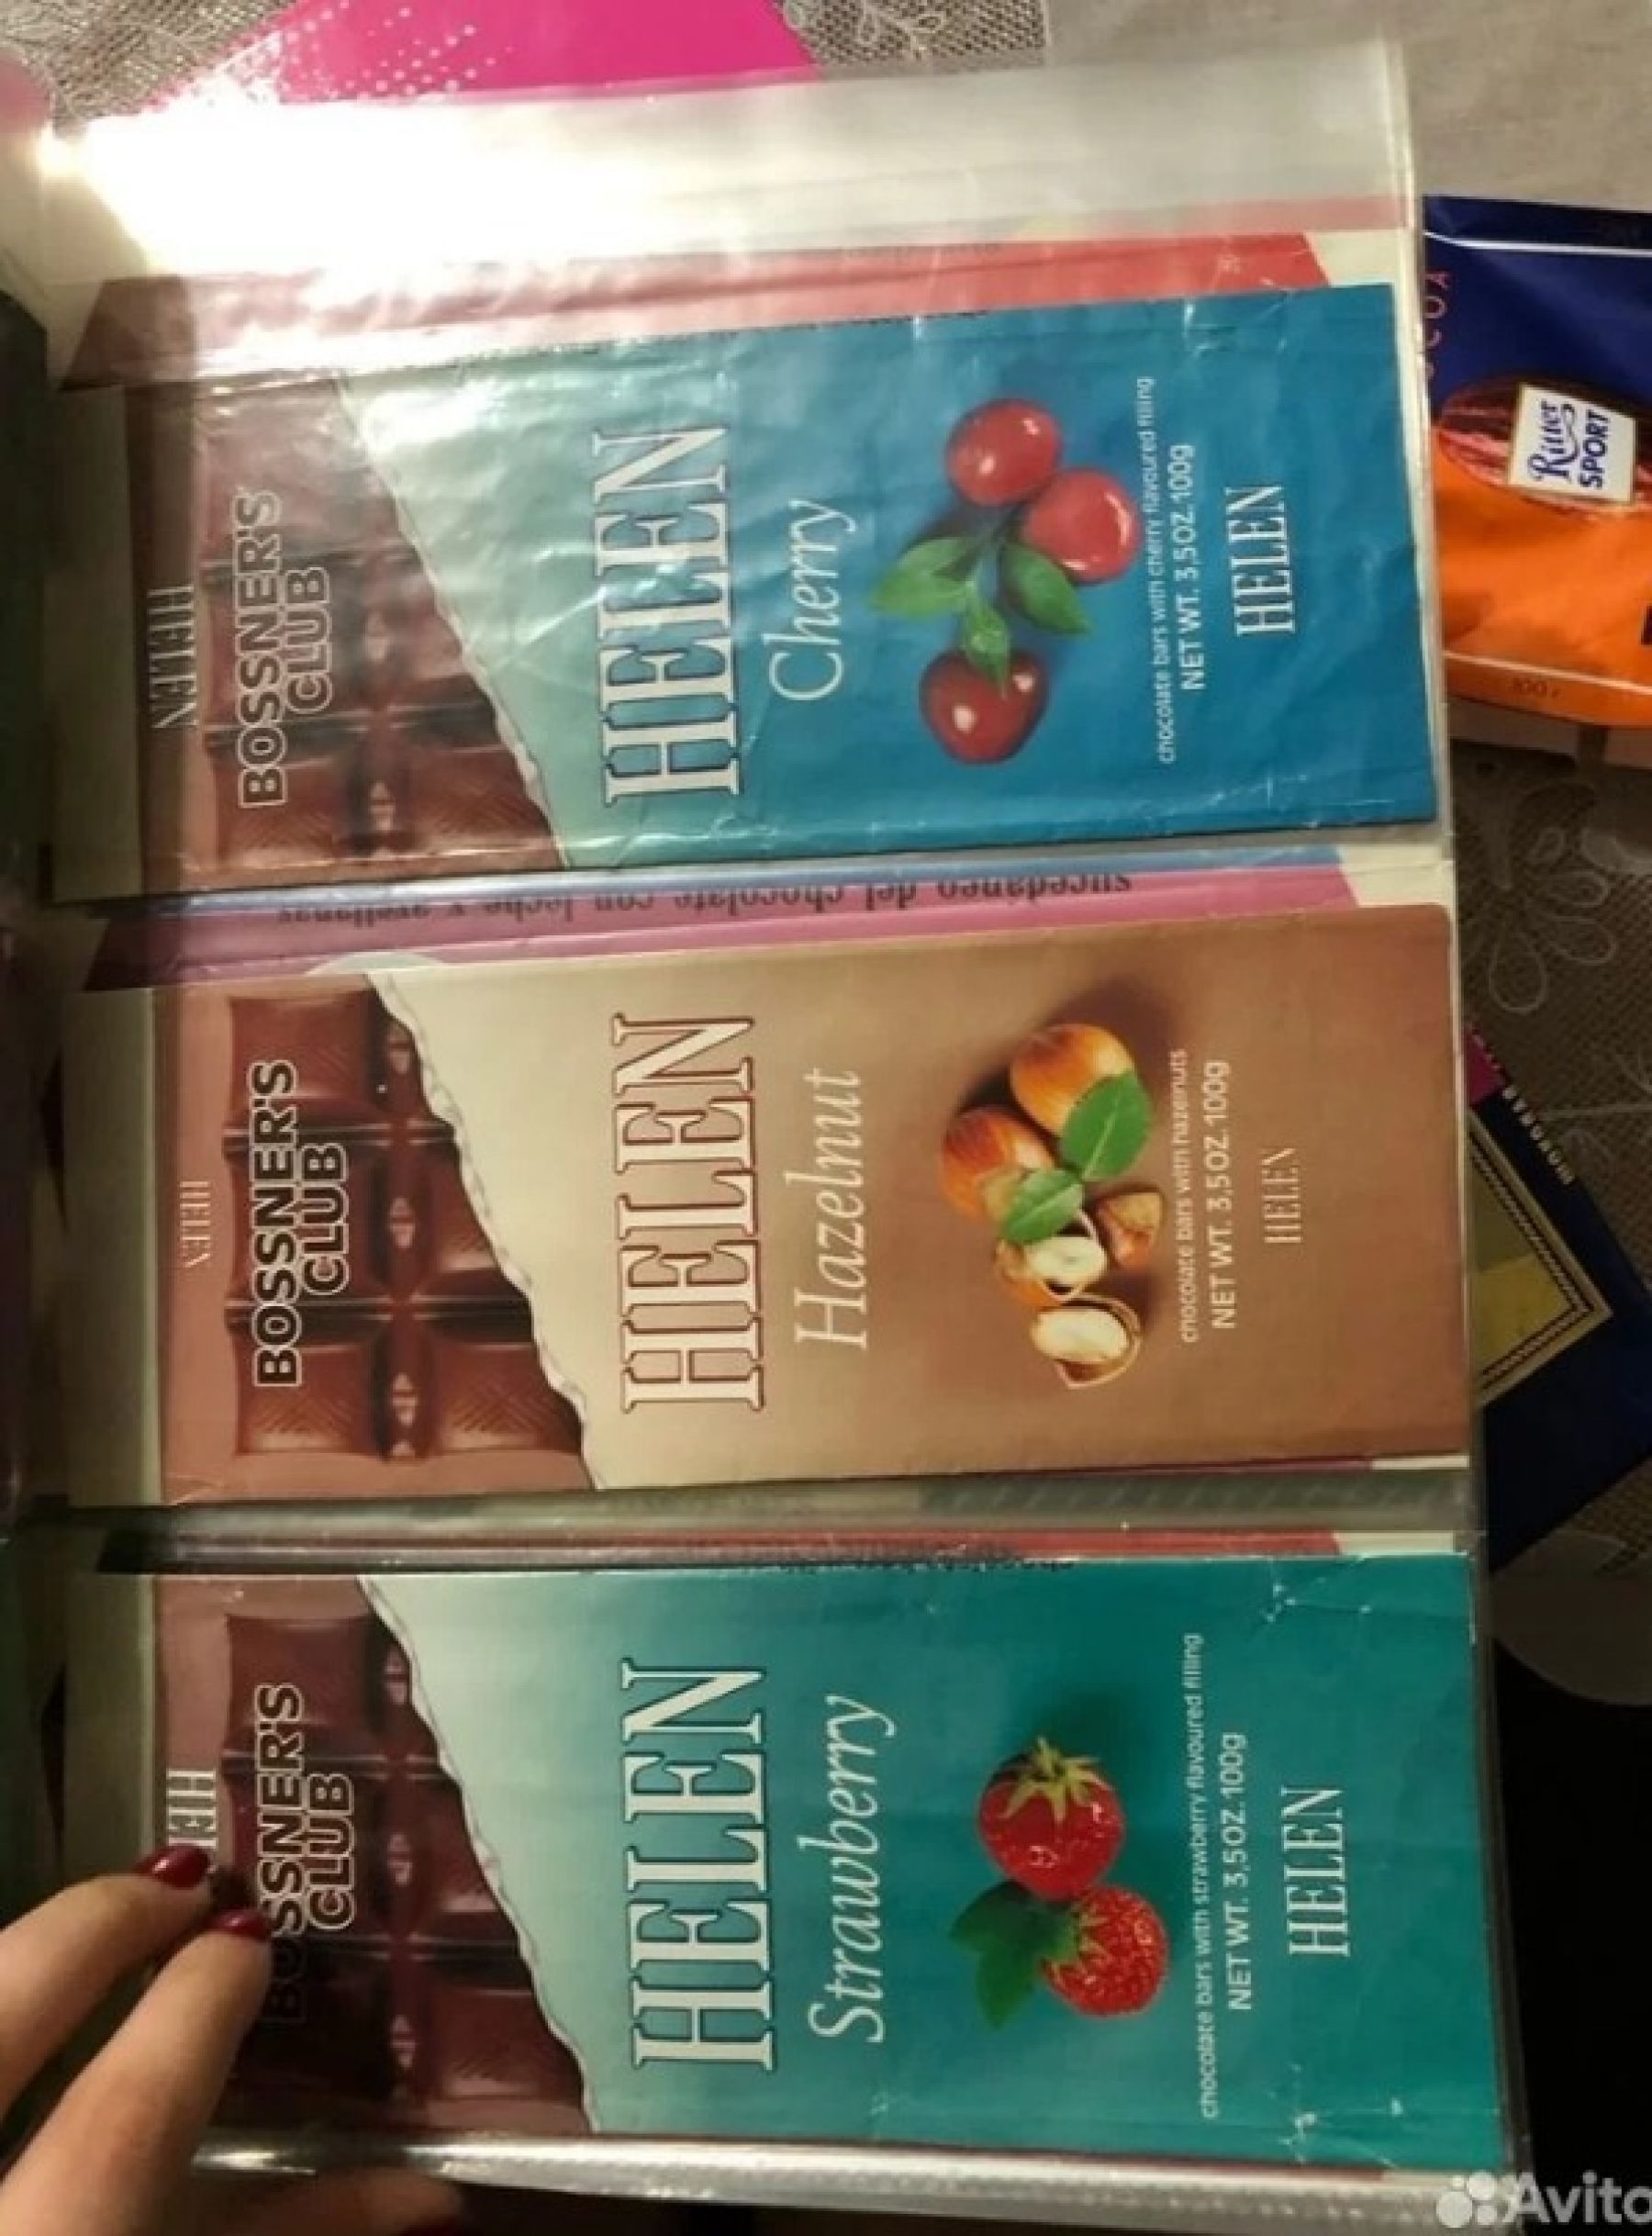 HELEN
BOSSNER'S
CLUB
HELEN
Cherry
chocolate bars with cherry flavoured filling
NET WT. 3,5OZ.100g
HELEN
sucedáneo del chocolate con leche y avellanas
HELEN
BOSSNER'S
CLUB
HELEN
Hazelnut
chocolate bars with hazelnuts
NET WT. 3,5OZ.100g
HELEN
HEL
BOSSNER'S
CLUB
HELEN
Strawberry
chocolate bars with strawberry flavoured filling
NET WT. 3,5OZ.100g
HELEN
Ritter
SPORT
100 г
Avito